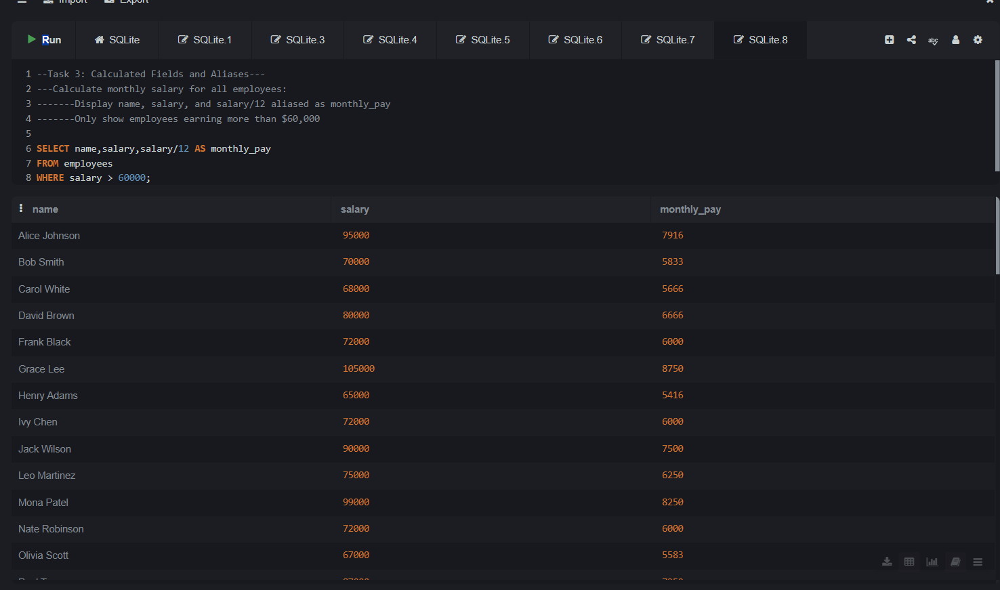 Import Export
Run SQLite SQLite.1 SQLite.3 SQLite.4 SQLite.5 SQLite.6 SQLite.7 SQLite.8 abc
1 --Task 3: Calculated Fields and Aliases---
2 ---Calculate monthly salary for all employees:
3 -------Display name, salary, and salary/12 aliased as monthly_pay
4 -------Only show employees earning more than $60,000
5
6 SELECT name,salary,salary/12 AS monthly_pay
7 FROM employees
8 WHERE salary > 60000;
name salary monthly_pay
Alice Johnson 95000 7916
Bob Smith 70000 5833
Carol White 68000 5666
David Brown 80000 6666
Frank Black 72000 6000
Grace Lee 105000 8750
Henry Adams 65000 5416
Ivy Chen 72000 6000
Jack Wilson 90000 7500
Leo Martinez 75000 6250
Mona Patel 99000 8250
Nate Robinson 72000 6000
Olivia Scott 67000 5583